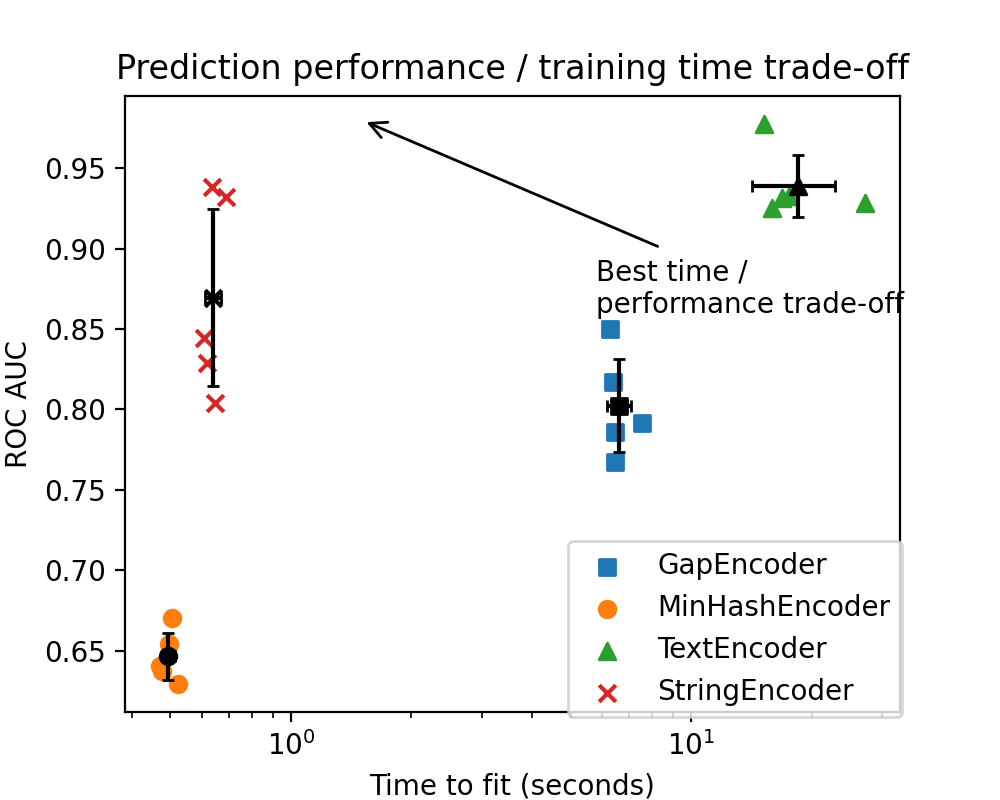 Prediction performance / training time trade-off
0.95
0.90
0.85
0.80
0.75
0.70
0.65
ROC AUC
Best time /
performance trade-off
GapEncoder
MinHashEncoder
TextEncoder
StringEncoder
10⁰
10¹
Time to fit (seconds)